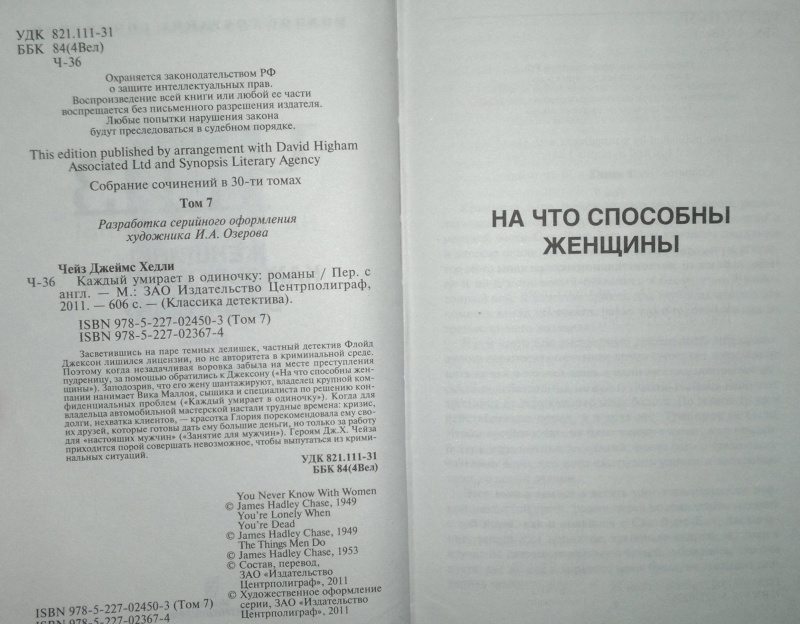 УДК 821.111-31
ББК 84(4Вел)
Ч-36
Охраняется законодательством РФ
о защите интеллектуальных прав.
Воспроизведение всей книги или любой ее части
воспрещается без письменного разрешения издателя.
Любые попытки нарушения закона
будут преследоваться в судебном порядке.
This edition published by arrangement with David Higham
Associated Ltd and Synopsis Literary Agency
Собрание сочинений в 30-ти томах
Том 7
Разработка серийного оформления
художника И.А. Озерова
Чейз Джеймс Хедли
Ч-36 Каждый умирает в одиночку: романы / Пер. с
англ. — М.: ЗАО Издательство Центрполиграф,
2011. — 606 с. — (Классика детектива).
ISBN 978-5-227-02450-3 (Том 7)
ISBN 978-5-227-02367-4
Засветившись на паре темных делишек, частный детектив Флойд
Джексон лишился лицензии, но не авторитета в криминальной среде.
Поэтому когда незадачливая воровка забыла на месте преступления
пудреницу, за помощью обратились к Джексону («На что способны жен-
щины»). Заподозрив, что его жену шантажируют, владелец крупной ком-
пании нанимает Вика Маллоя, сыщика и специалиста по решению кон-
фиденциальных проблем («Каждый умирает в одиночку»). Когда для
владельца автомобильной мастерской настали трудные времена: кризис,
долги, нехватка клиентов, — красотка Глория порекомендовала ему сво-
их друзей, которые готовы дать ему большие деньги, но только за работу
для «настоящих мужчин» («Занятие для мужчин»). Героям Дж.Х. Чейза
приходится порой совершать невозможное, чтобы выпутаться из крими-
нальных ситуаций.
УДК 821.111-31
ББК 84(4Вел)
You Never Know With Women
© James Hadley Chase, 1949
You're Lonely When
You're Dead
© James Hadley Chase, 1949
The Things Men Do
© James Hadley Chase, 1953
© Состав, перевод,
ЗАО «Издательство
Центрполиграф», 2011
© Художественное оформление
серии, ЗАО «Издательство
Центрполиграф», 2011
ISBN 978-5-227-02450-3 (Том 7)
ISBN 978-5-227-02367-4
НА ЧТО СПОСОБНЫ
ЖЕНЩИНЫ